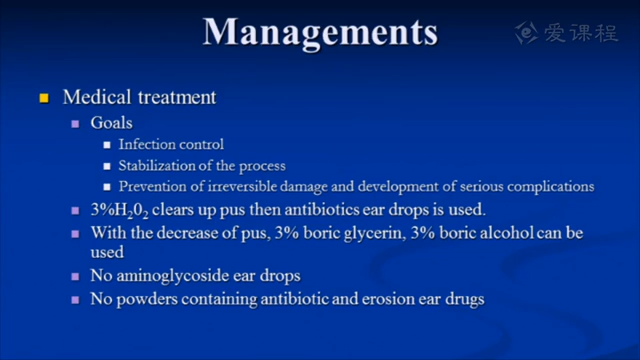 Managements
爱课程
Medical treatment
Goals
Infection control
Stabilization of the process
Prevention of irreversible damage and development of serious complications
3%H₂0₂ clears up pus then antibiotics ear drops is used.
With the decrease of pus, 3% boric glycerin, 3% boric alcohol can be
used
No aminoglycoside ear drops
No powders containing antibiotic and erosion ear drugs